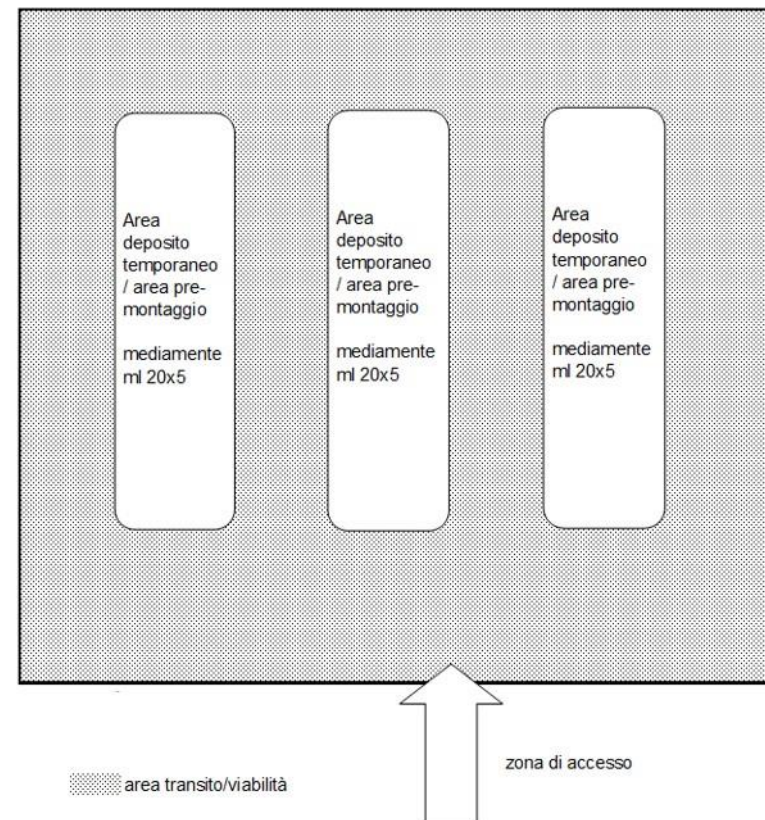 Area
deposito
temporaneo
/ area pre-
montaggio
mediamente
ml 20x5
Area
deposito
temporaneo
/ area pre-
montaggio
mediamente
ml 20x5
Area
deposito
temporaneo
/ area pre-
montaggio
mediamente
ml 20x5
zona di accesso
area transito/viabilità